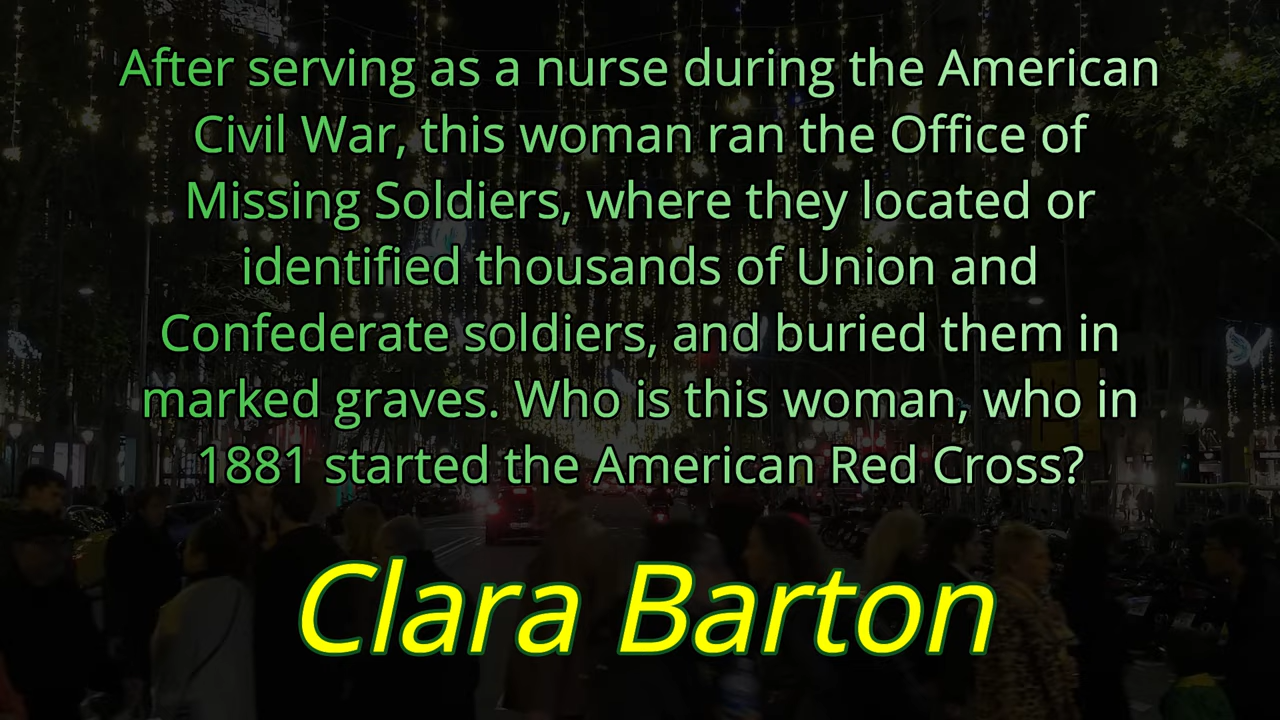 After serving as a nurse during the American
Civil War, this woman ran the Office of
Missing Soldiers, where they located or
identified thousands of Union and
Confederate soldiers, and buried them in
marked graves. Who is this woman, who in
1881 started the American Red Cross?
Clara Barton